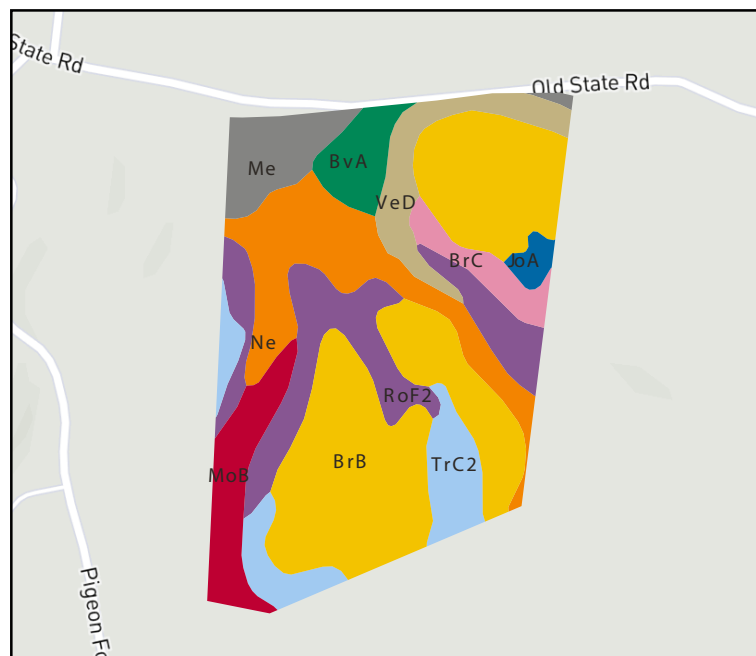 State Rd
Old State Rd
Me
BvA
VeD
BrC
JoA
Ne
RoF2
BrB
TrC2
MoB
Pigeon Fo